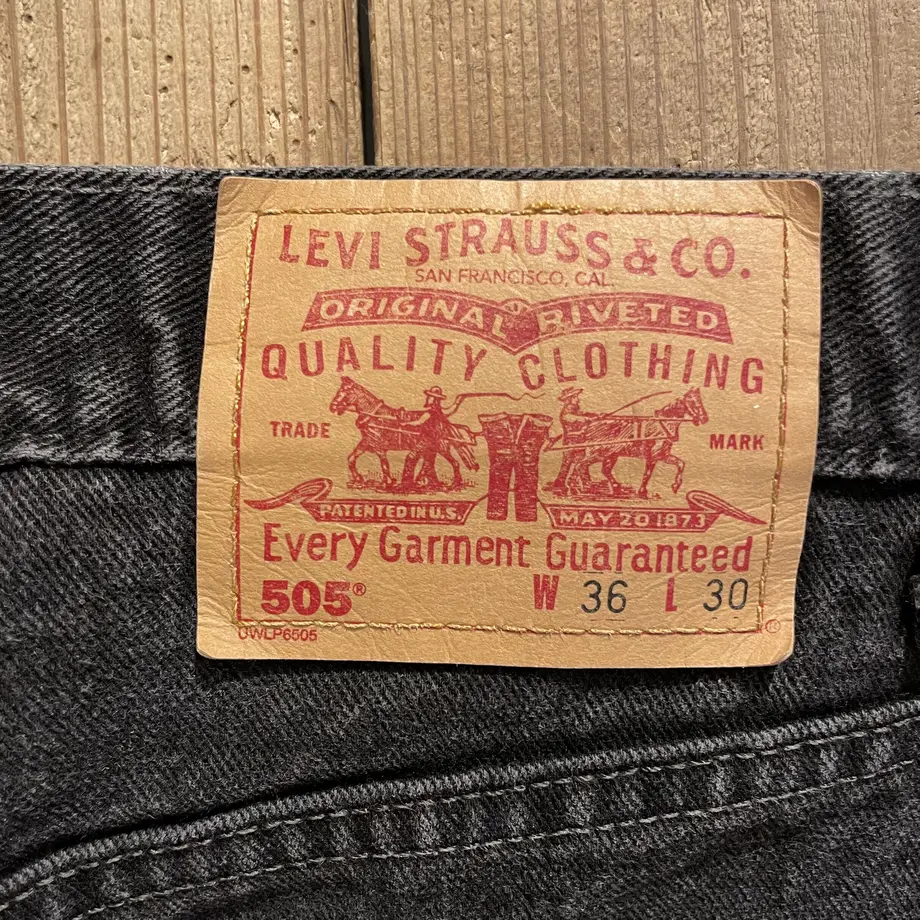 LEVI STRAUSS & CO.
SAN FRANCISCO, CAL.
ORIGINAL RIVETED
QUALITY CLOTHING
TRADE MARK
PATENTED IN U.S. MAY 20 1873
Every Garment Guaranteed
505® W 36 L 30
UWLP6505 ®